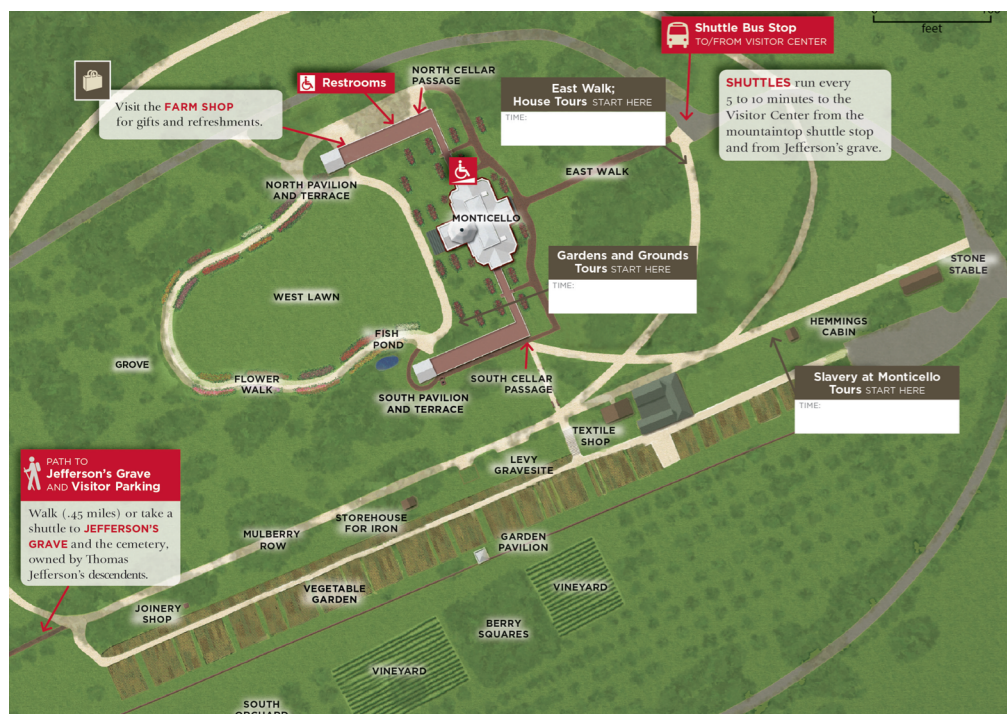 feet
Shuttle Bus Stop
TO/FROM VISITOR CENTER
NORTH CELLAR
PASSAGE
Restrooms
East Walk;
House Tours START HERE
TIME:
SHUTTLES run every
5 to 10 minutes to the
Visitor Center from the
mountaintop shuttle stop
and from Jefferson's grave.
Visit the FARM SHOP
for gifts and refreshments.
EAST WALK
NORTH PAVILION
AND TERRACE
MONTICELLO
Gardens and Grounds
Tours START HERE
TIME:
STONE
STABLE
WEST LAWN
HEMMINGS
CABIN
FISH
POND
GROVE
FLOWER
WALK
SOUTH CELLAR
PASSAGE
SOUTH PAVILION
AND TERRACE
Slavery at Monticello
Tours START HERE
TIME:
TEXTILE
SHOP
LEVY
GRAVESITE
PATH TO
Jefferson's Grave
AND Visitor Parking
Walk (.45 miles) or take a
shuttle to JEFFERSON'S
GRAVE and the cemetery,
owned by Thomas
Jefferson's descendents.
STOREHOUSE
FOR IRON
MULBERRY
ROW
GARDEN
PAVILION
VEGETABLE
GARDEN
VINEYARD
JOINERY
SHOP
BERRY
SQUARES
VINEYARD
SOUTH